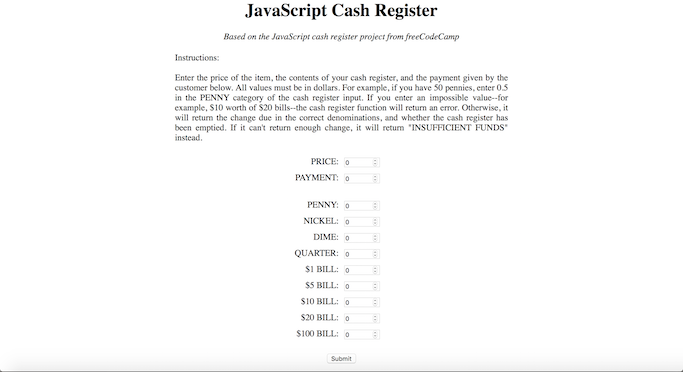 JavaScript Cash Register
Based on the JavaScript cash register project from freeCodeCamp
Instructions:
Enter the price of the item, the contents of your cash register, and the payment given by the
customer below. All values must be in dollars. For example, if you have 50 pennies, enter 0.5
in the PENNY category of the cash register input. If you enter an impossible value--for
example, $10 worth of $20 bills--the cash register function will return an error. Otherwise, it
will return the change due in the correct denominations, and whether the cash register has
been emptied. If it can't return enough change, it will return "INSUFFICIENT FUNDS"
instead.
PRICE: 0
PAYMENT: 0
PENNY: 0
NICKEL: 0
DIME: 0
QUARTER: 0
$1 BILL: 0
$5 BILL: 0
$10 BILL: 0
$20 BILL: 0
$100 BILL: 0
Submit